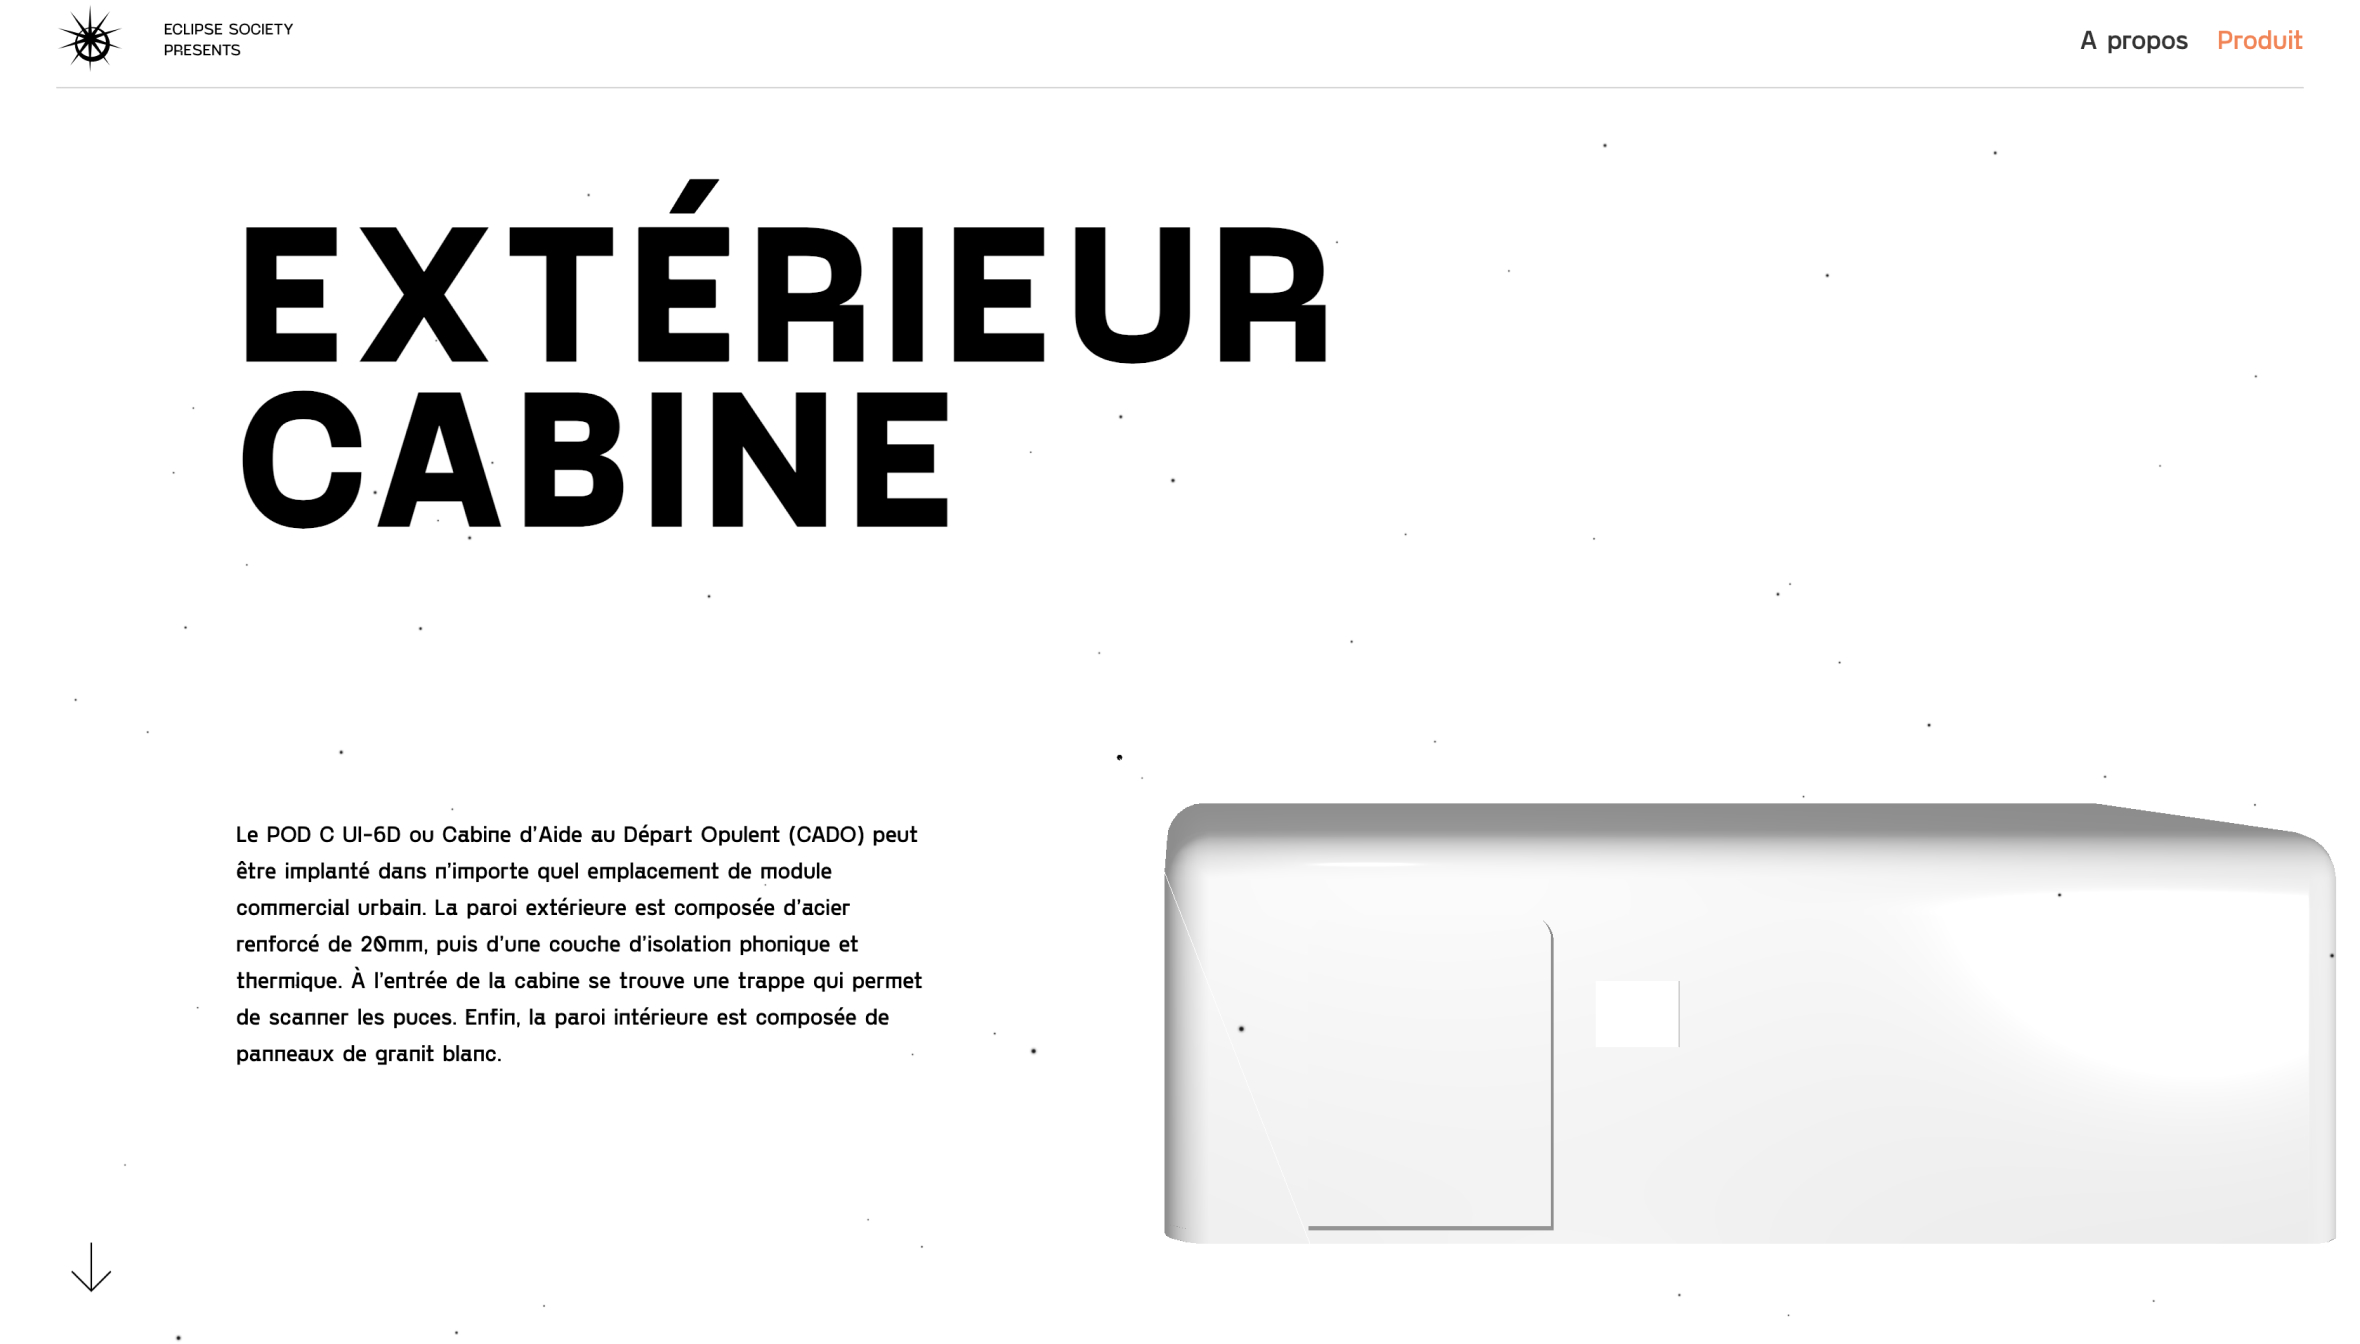 ECLIPSE SOCIETY
PRESENTS
A propos Produit
EXTÉRIEUR
CABINE
Le POD C UI-6D ou Cabine d'Aide au Départ Opulent (CADO) peut
être implanté dans n'importe quel emplacement de module
commercial urbain. La paroi extérieure est composée d'acier
renforcé de 20mm, puis d'une couche d'isolation phonique et
thermique. À l'entrée de la cabine se trouve une trappe qui permet
de scanner les puces. Enfin, la paroi intérieure est composée de
panneaux de granit blanc.